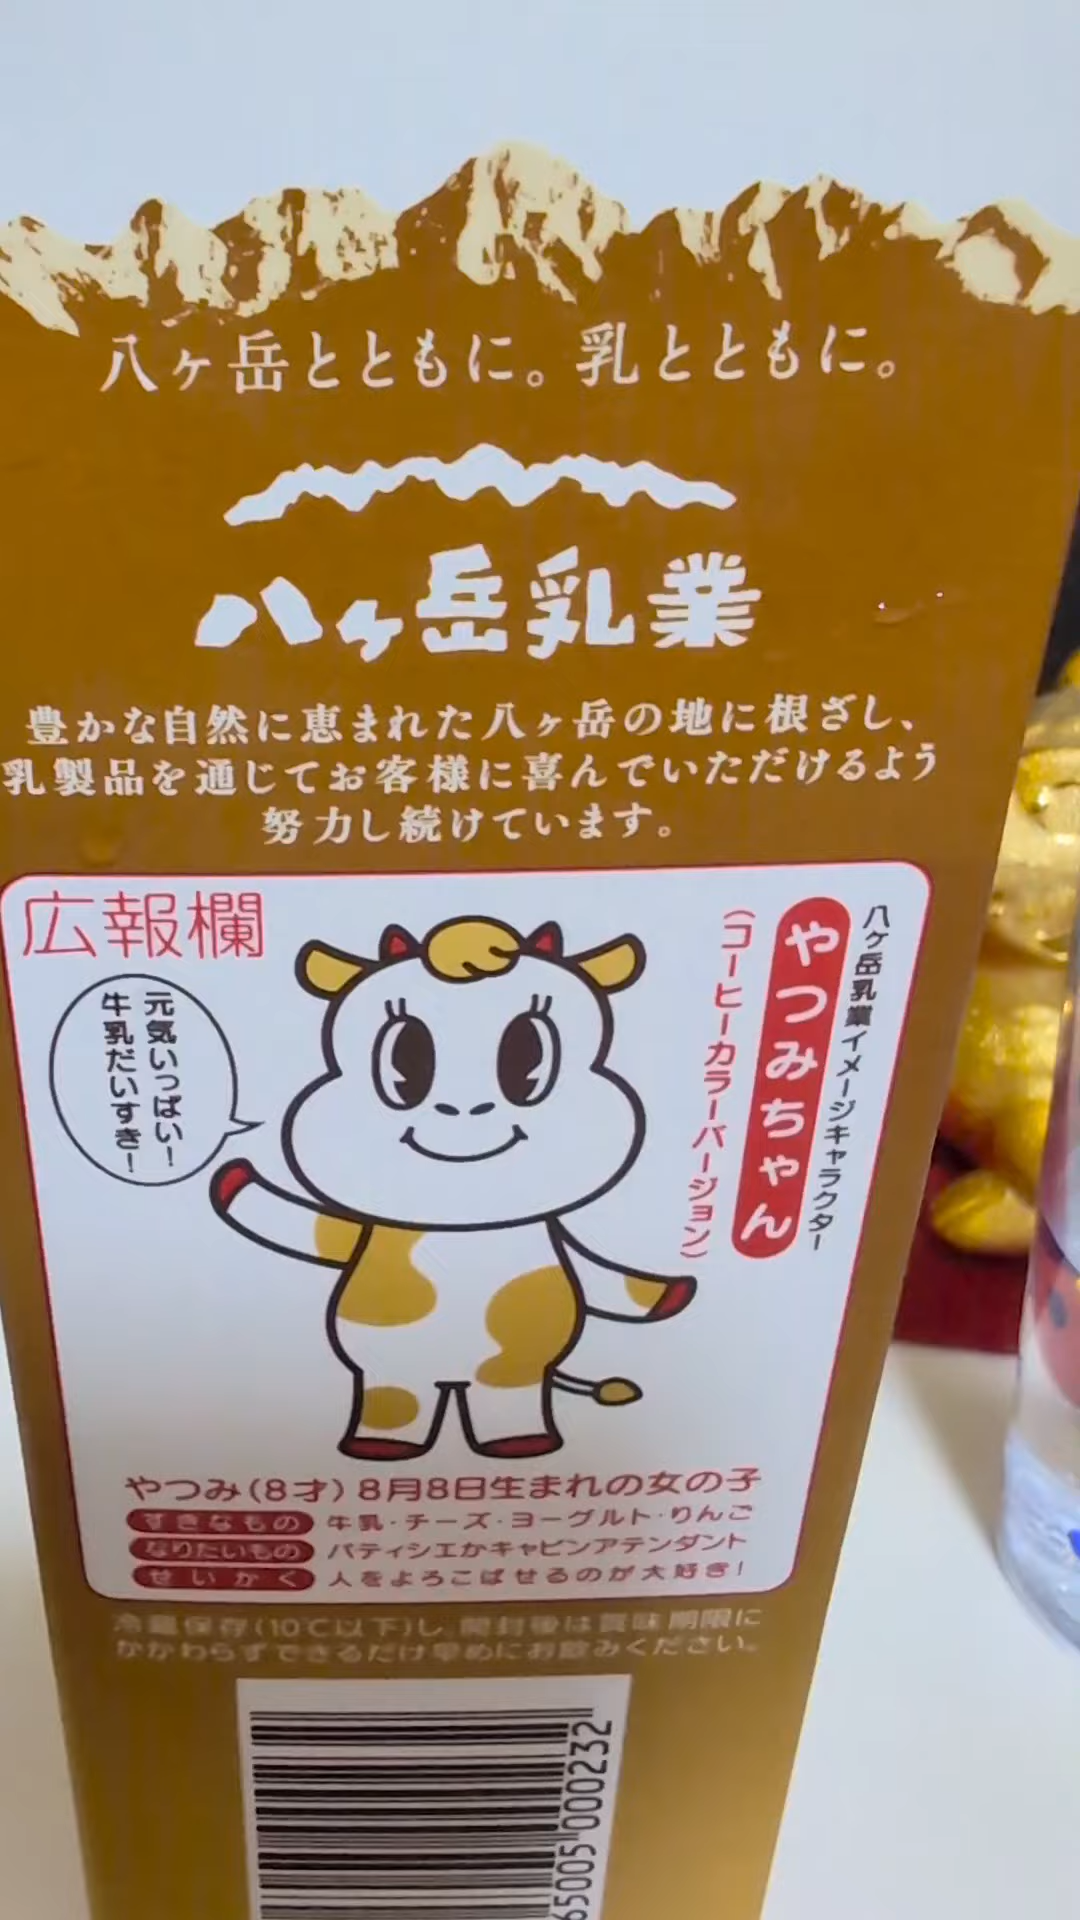 八ヶ岳とともに。乳とともに。
八ヶ岳乳業
豊かな自然に恵まれた八ヶ岳の地に根ざし、
乳製品を通じてお客様に喜んでいただけるよう
努力し続けています。
広報欄
元気いっぱい!
牛乳だいすき!
八ヶ岳乳業イメージキャラクター
やつみちゃん
(コーヒーカラーバージョン)
やつみ(8才)8月8日生まれの女の子
すきなもの 牛乳・チーズ・ヨーグルト・りんご
なりたいもの パティシエかキャビンアテンダント
せいかく 人をよろこばせるのが大好き!
冷蔵保存(10℃以下)し、開封後は賞味期限に
かかわらずできるだけ早めにお飲みください。
65005 000232